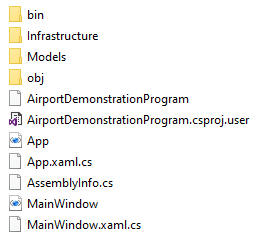 bin
Infrastructure
Models
obj
AirportDemonstrationProgram
AirportDemonstrationProgram.csproj.user
App
App.xaml.cs
AssemblyInfo.cs
MainWindow
MainWindow.xaml.cs